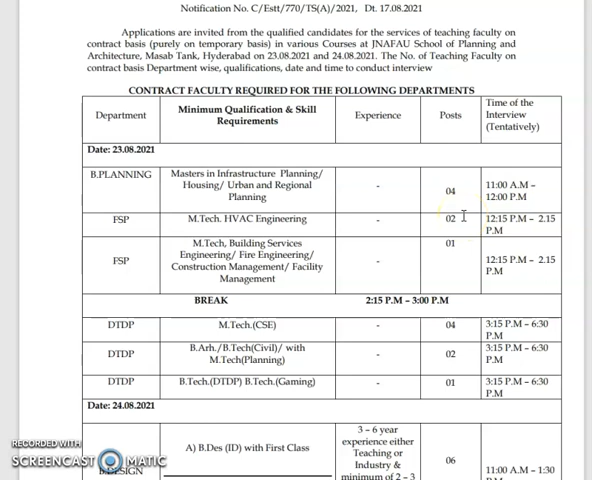 Notification No. C/Estt/770/TS(A)/2021, Dt. 17.08.2021
Applications are invited from the qualified candidates for the services of teaching faculty on
contract basis (purely on temporary basis) in various Courses at JNAFAU School of Planning and
Architecture, Masab Tank, Hyderabad on 23.08.2021 and 24.08.2021. The No. of Teaching Faculty on
contract basis Department wise, qualifications, date and time to conduct interview
CONTRACT FACULTY REQUIRED FOR THE FOLLOWING DEPARTMENTS
Department
Minimum Qualification & Skill
Requirements
Experience
Posts
Time of the
Interview
(Tentatively)
Date: 23.08.2021
B.PLANNING
Masters in Infrastructure Planning/
Housing/ Urban and Regional
Planning
-
04
11:00 A.M –
12:00 P.M
FSP
M.Tech. HVAC Engineering
-
02
12:15 P.M – 2.15
P.M
FSP
M.Tech, Building Services
Engineering/ Fire Engineering/
Construction Management/ Facility
Management
-
01
12:15 P.M – 2.15
P.M
BREAK
2:15 P.M – 3:00 P.M
DTDP
M.Tech.(CSE)
-
04
3:15 P.M – 6:30
P.M
DTDP
B.Arh./B.Tech(Civil)/ with
M.Tech(Planning)
-
02
3:15 P.M – 6:30
P.M
DTDP
B.Tech.(DTDP) B.Tech.(Gaming)
-
01
3:15 P.M – 6:30
P.M
Date: 24.08.2021
B.DESIGN
A) B.Des (ID) with First Class
3 – 6 year
experience either
Teaching or
Industry &
minimum of 2 – 3
06
11:00 A.M – 1:30
RECORDED WITH
SCREENCAST MATIC